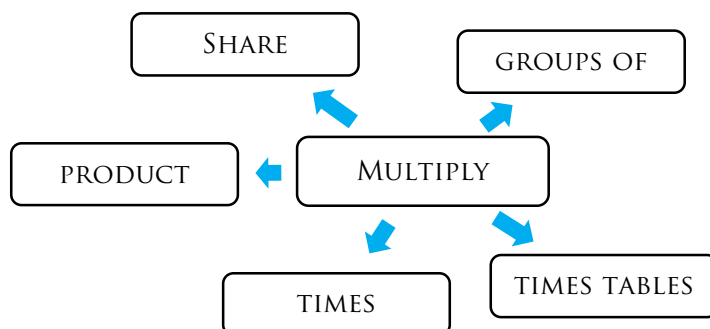 Share
groups of
product
Multiply
times
times tables